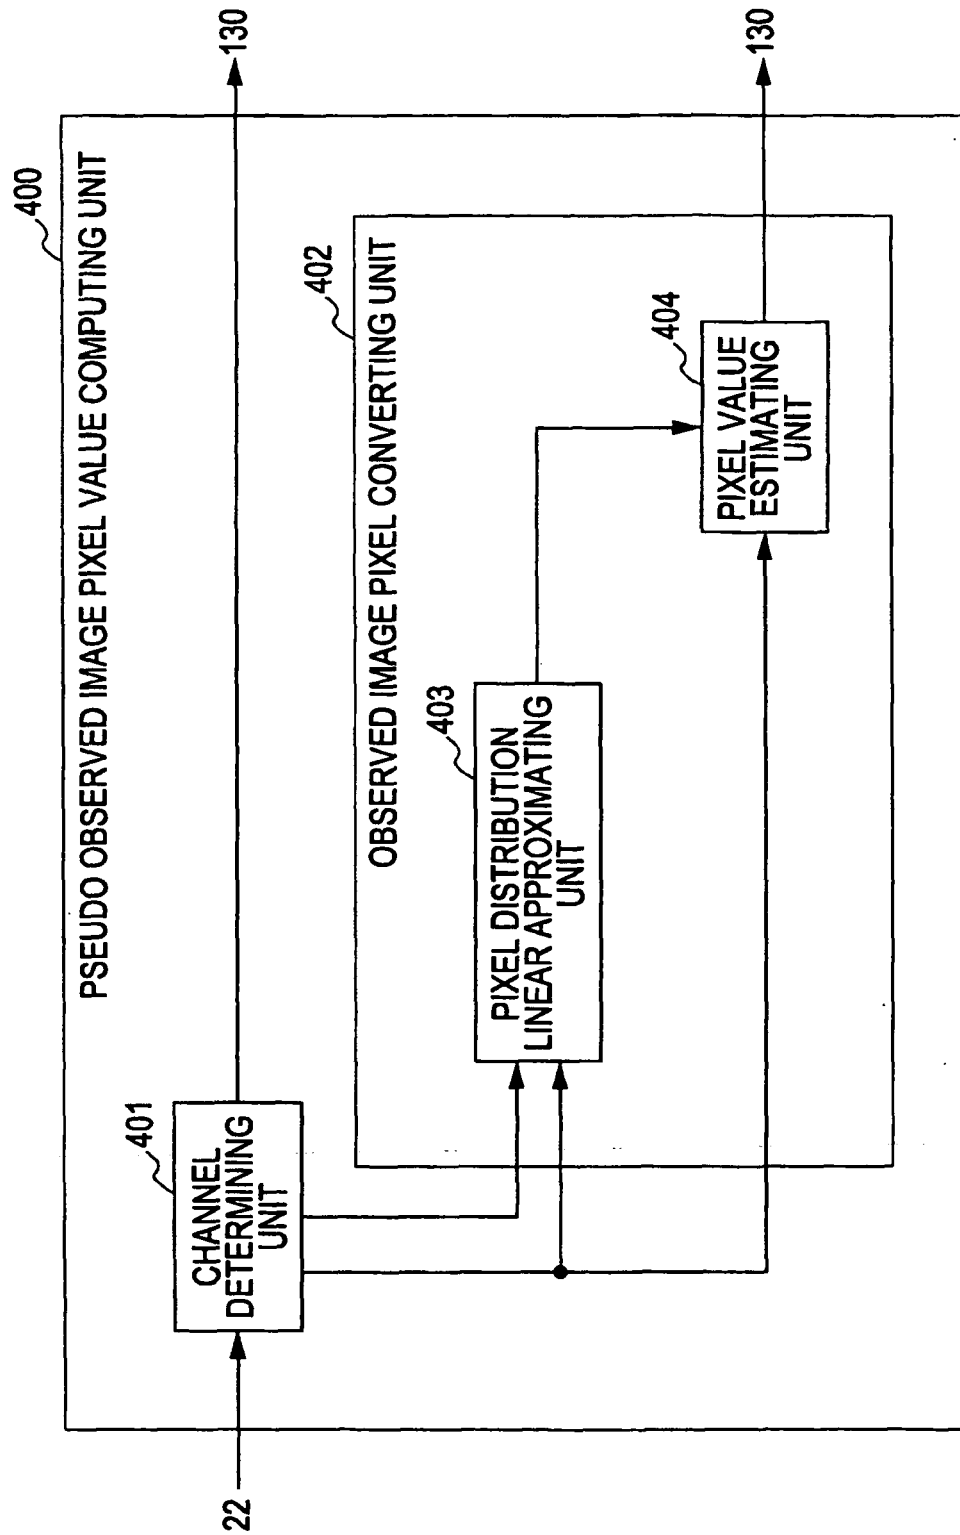 400
PSEUDO OBSERVED IMAGE PIXEL VALUE COMPUTING UNIT
22
401
CHANNEL
DETERMINING
UNIT
130
402
OBSERVED IMAGE PIXEL CONVERTING UNIT
403
PIXEL DISTRIBUTION
LINEAR APPROXIMATING
UNIT
404
PIXEL VALUE
ESTIMATING
UNIT
130